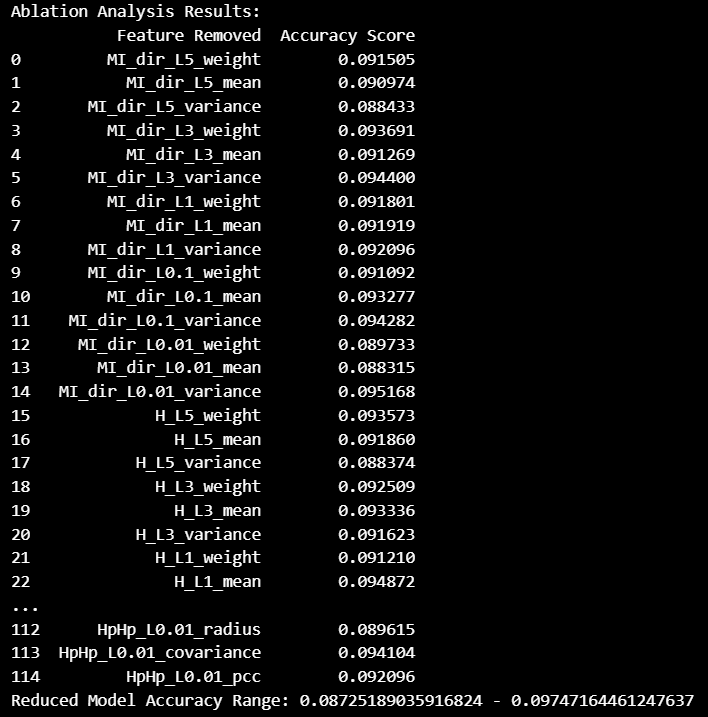 Ablation Analysis Results:
Feature Removed Accuracy Score
0 MI_dir_L5_weight 0.091505
1 MI_dir_L5_mean 0.090974
2 MI_dir_L5_variance 0.088433
3 MI_dir_L3_weight 0.093691
4 MI_dir_L3_mean 0.091269
5 MI_dir_L3_variance 0.094400
6 MI_dir_L1_weight 0.091801
7 MI_dir_L1_mean 0.091919
8 MI_dir_L1_variance 0.092096
9 MI_dir_L0.1_weight 0.091092
10 MI_dir_L0.1_mean 0.093277
11 MI_dir_L0.1_variance 0.094282
12 MI_dir_L0.01_weight 0.089733
13 MI_dir_L0.01_mean 0.088315
14 MI_dir_L0.01_variance 0.095168
15 H_L5_weight 0.093573
16 H_L5_mean 0.091860
17 H_L5_variance 0.088374
18 H_L3_weight 0.092509
19 H_L3_mean 0.093336
20 H_L3_variance 0.091623
21 H_L1_weight 0.091210
22 H_L1_mean 0.094872
...
112 HpHp_L0.01_radius 0.089615
113 HpHp_L0.01_covariance 0.094104
114 HpHp_L0.01_pcc 0.092096
Reduced Model Accuracy Range: 0.08725189035916824 - 0.09747164461247637